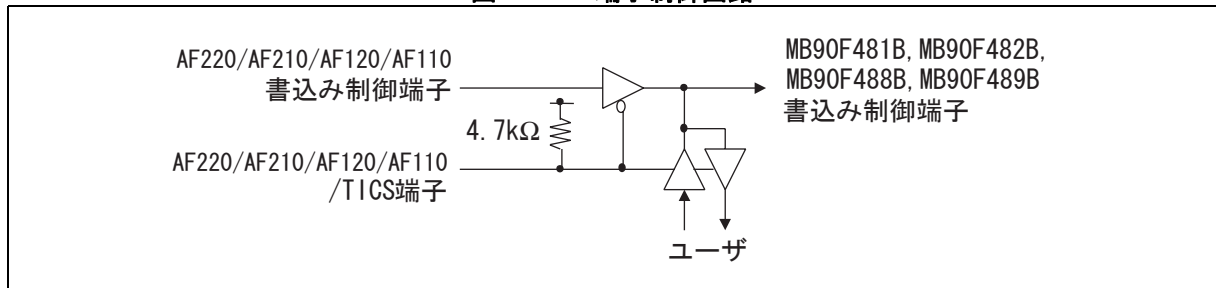 AF220/AF210/AF120/AF110
書込み制御端子
MB90F481B, MB90F482B,
MB90F488B, MB90F489B
書込み制御端子
4.7kΩ
AF220/AF210/AF120/AF110
/TICS端子
ユーザ